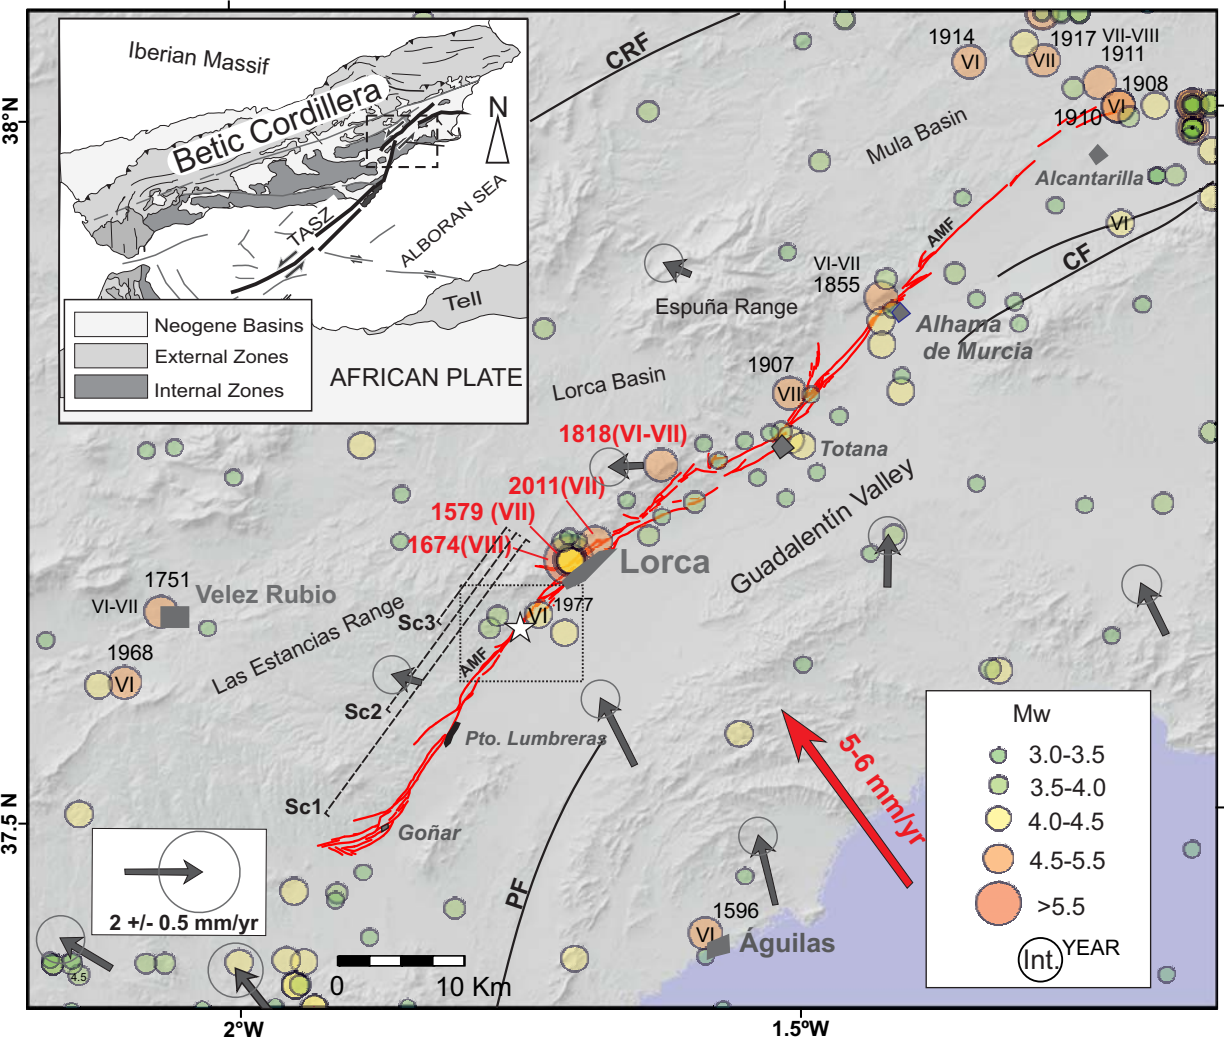 Iberian Massif
Betic Cordillera
N
TASZ
ALBORAN SEA
Tell
Neogene Basins
External Zones
Internal Zones
AFRICAN PLATE
38°N
37.5 N
2°W
1.5°W
CRF
1914
VI
1917
VII
VII-VIII
1911
1908
VI
1910
Mula Basin
Alcantarilla
VI
AMF
CF
VI-VII
1855
Espuña Range
Alhama
de Murcia
1907
VII
Lorca Basin
1818(VI-VII)
Totana
2011(VII)
1579 (VII)
1674(VIII)
Lorca
Guadalentín Valley
1751
VI-VII
Velez Rubio
1977
VI
Sc3
Las Estancias Range
AMF
1968
VI
Sc2
Pto. Lumbreras
Sc1
Goñar
5-6 mm/yr
2 +/- 0.5 mm/yr
PF
1596
VI
Águilas
4.5
0
10 Km
Mw
3.0-3.5
3.5-4.0
4.0-4.5
4.5-5.5
>5.5
Int.
YEAR